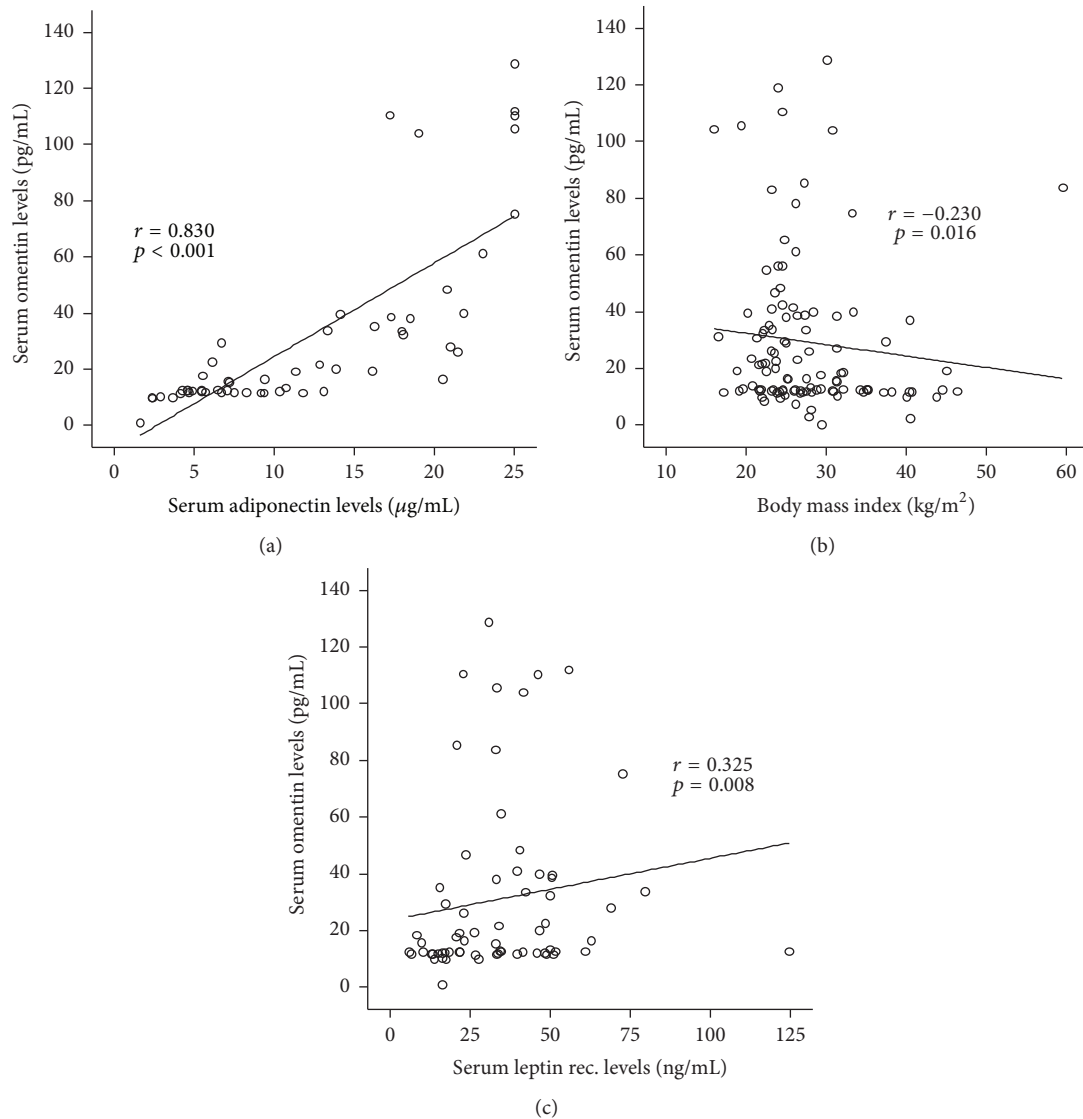 140
120
100
80
60
40
20
0
Serum omentin levels (pg/mL)
r = 0.830
p < 0.001
0 5 10 15 20 25
Serum adiponectin levels (μg/mL)
(a)
140
120
100
80
60
40
20
0
Serum omentin levels (pg/mL)
r = −0.230
p = 0.016
10 20 30 40 50 60
Body mass index (kg/m²)
(b)
140
120
100
80
60
40
20
0
Serum omentin levels (pg/mL)
r = 0.325
p = 0.008
0 25 50 75 100 125
Serum leptin rec. levels (ng/mL)
(c)